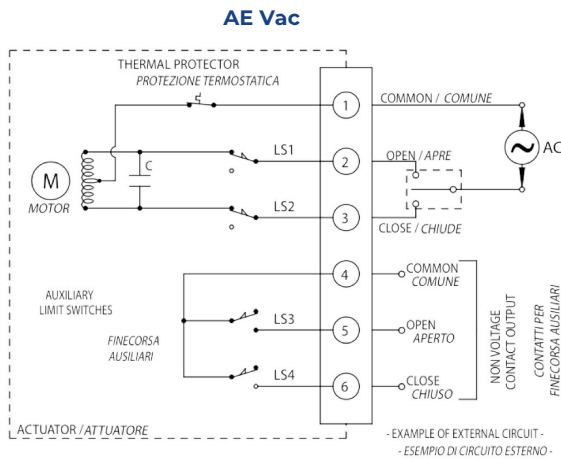 AE Vac
THERMAL PROTECTOR
PROTEZIONE TERMOSTATICA
1
COMMON / COMUNE
AC
LS1
2
OPEN / APRE
C
M
MOTOR
LS2
3
CLOSE / CHIUDE
4
COMMON
COMUNE
AUXILIARY
LIMIT SWITCHES
FINECORSA
AUSILIARI
LS3
5
OPEN
APERTO
LS4
6
CLOSE
CHIUSO
NON VOLTAGE
CONTACT OUTPUT
CONTATTI PER
FINECORSA AUSILIARI
ACTUATOR / ATTUATORE
- EXAMPLE OF EXTERNAL CIRCUIT -
- ESEMPIO DI CIRCUITO ESTERNO -